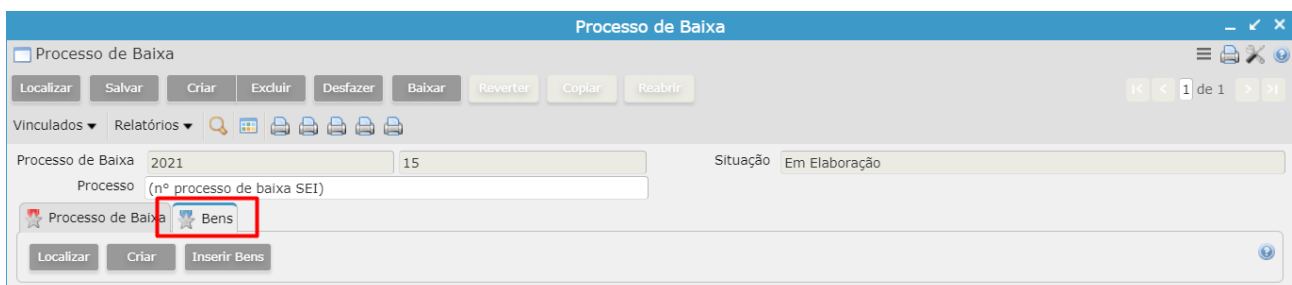 Processo de Baixa
Processo de Baixa
Localizar Salvar Criar Excluir Desfazer Baixar Reverter Copiar Reabrir 1 de 1
Vinculados Relatórios
Processo de Baixa 2021 15 Situação Em Elaboração
Processo (nº processo de baixa SEI)
Processo de Baixa Bens
Localizar Criar Inserir Bens